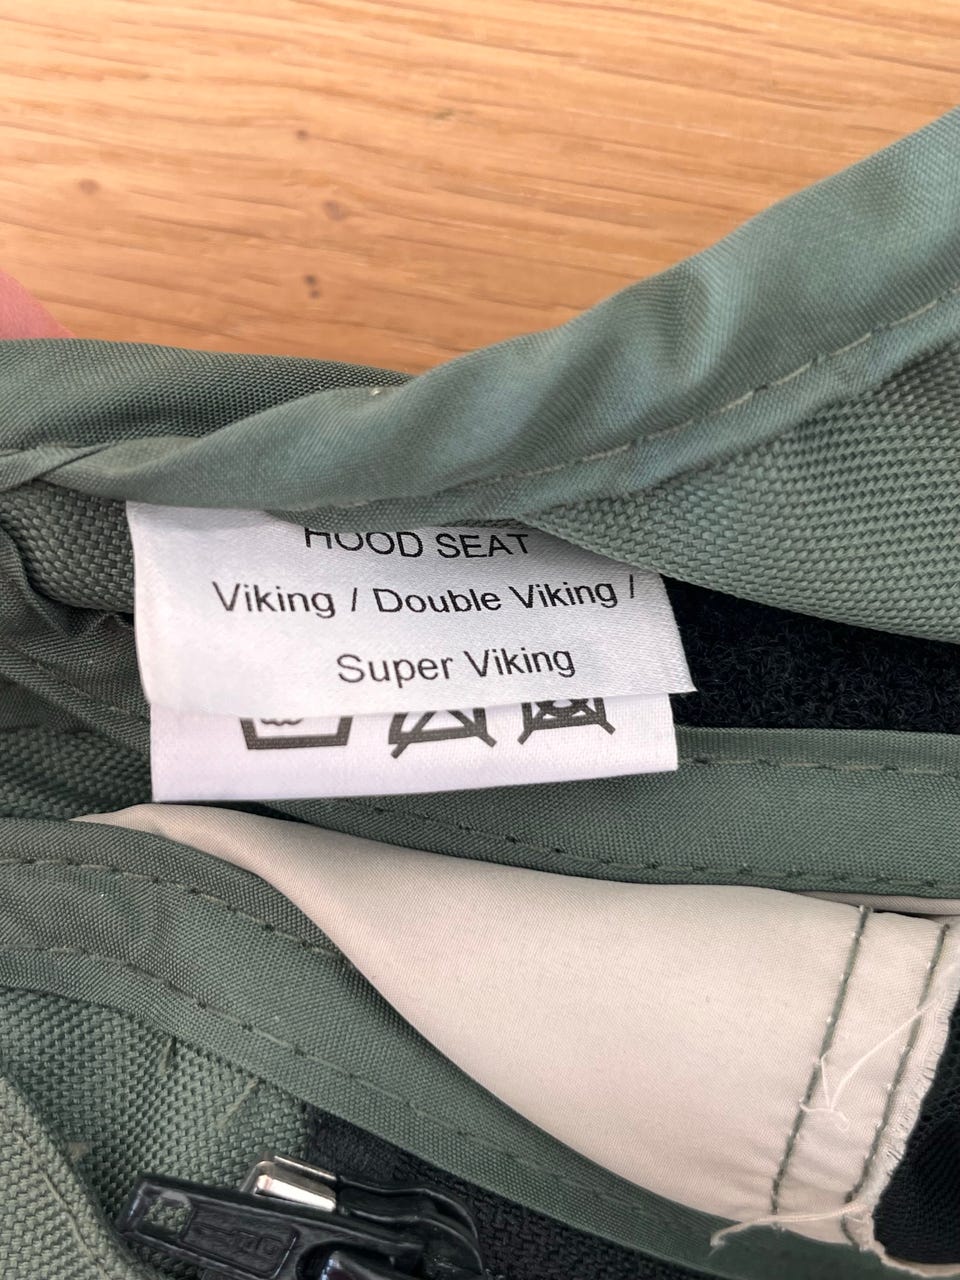 HOOD SEAT
Viking / Double Viking /
Super Viking